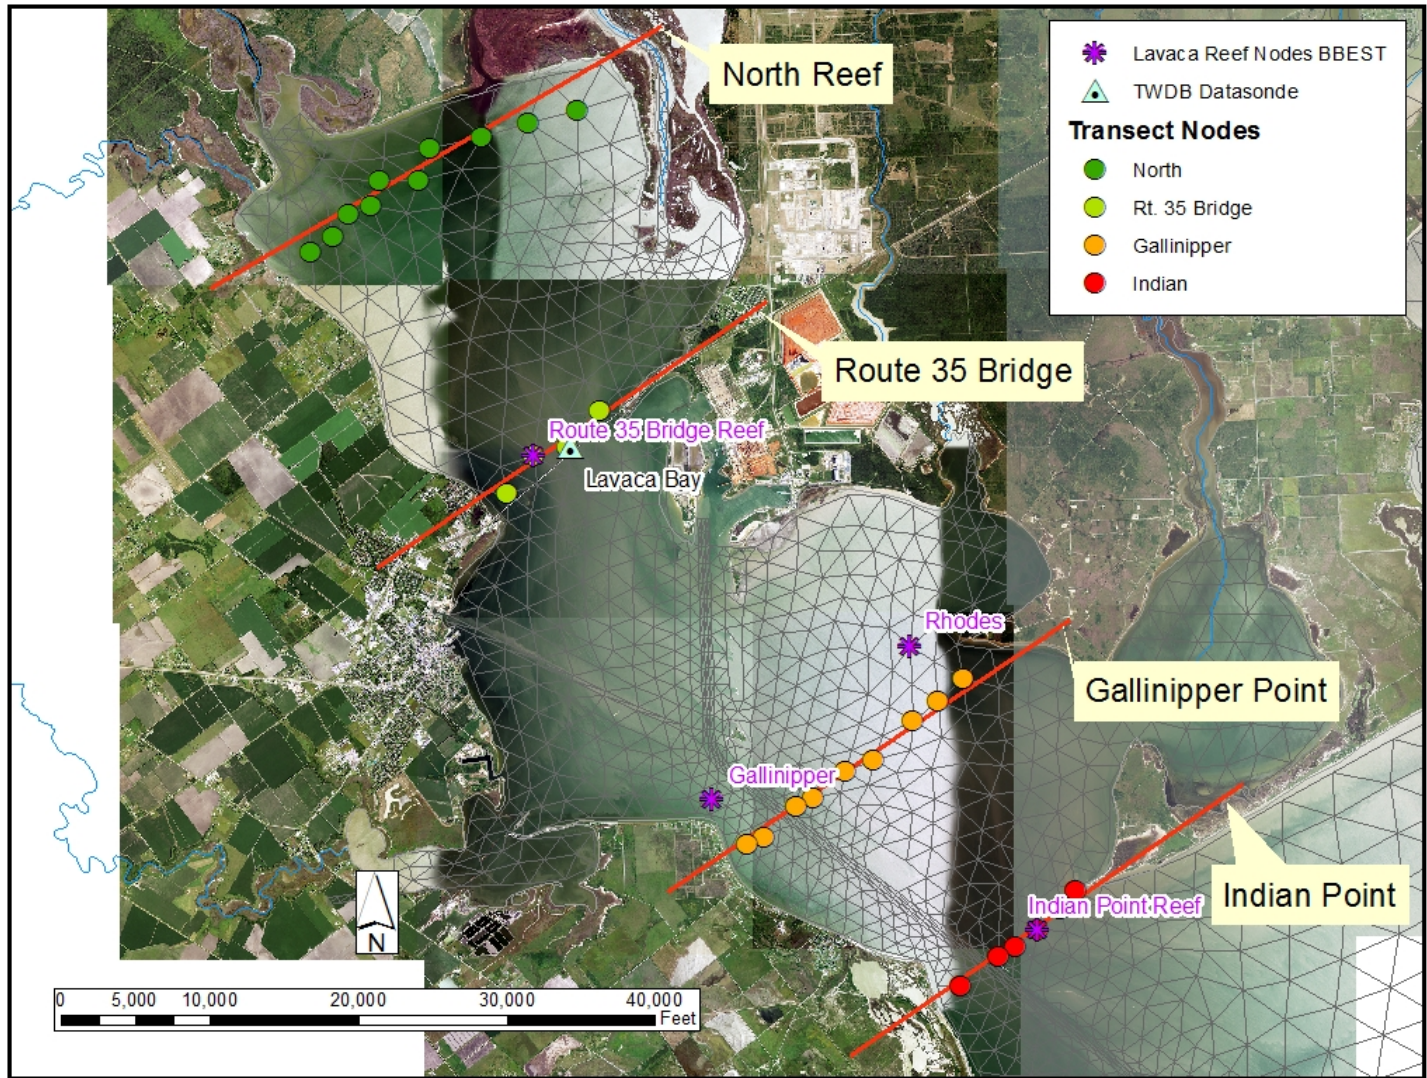 North Reef
Lavaca Reef Nodes BBEST
TWDB Datasonde
Transect Nodes
North
Rt. 35 Bridge
Gallinipper
Indian
Route 35 Bridge
Route 35 Bridge Reef
Lavaca Bay
Rhodes
Gallinipper Point
Gallinipper
Indian Point
Indian Point Reef
N
0 5,000 10,000 20,000 30,000 40,000
Feet